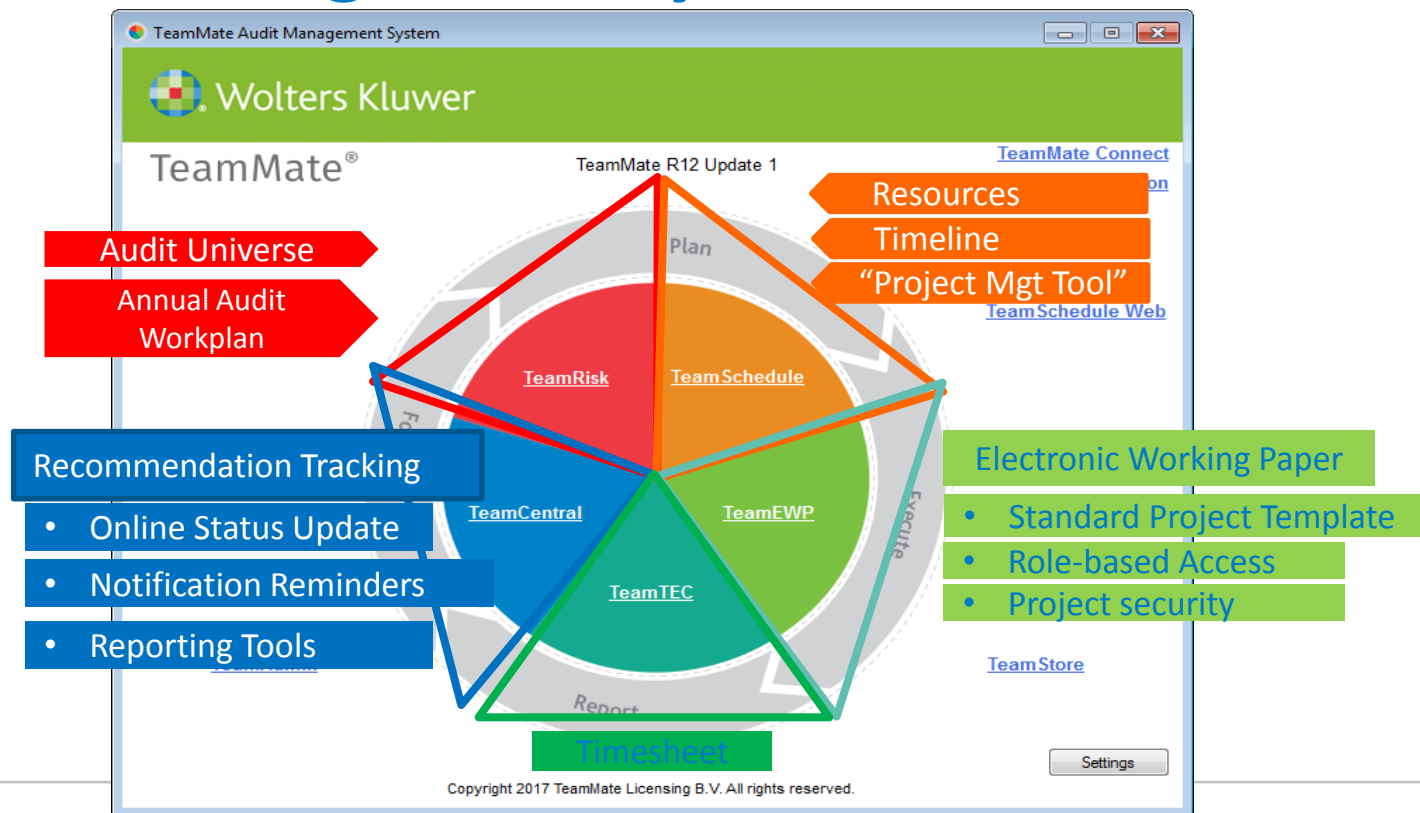 TeamMate Audit Management System
Wolters Kluwer
TeamMate®
TeamMate R12 Update 1
TeamMate Connect
on
Resources
Timeline
“Project Mgt Tool”
TeamSchedule Web
Audit Universe
Annual Audit
Workplan
Plan
TeamRisk
TeamSchedule
Recommendation Tracking
• Online Status Update
• Notification Reminders
• Reporting Tools
TeamCentral
TeamEWP
TeamTEC
Execute
Electronic Working Paper
• Standard Project Template
• Role-based Access
• Project security
TeamStore
Report
Timesheet
Settings
Copyright 2017 TeamMate Licensing B.V. All rights reserved.